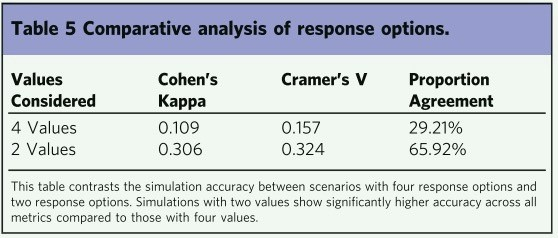 Table 5 Comparative analysis of response options.
Values Considered Cohen's Kappa Cramer's V Proportion Agreement
4 Values 0.109 0.157 29.21%
2 Values 0.306 0.324 65.92%
This table contrasts the simulation accuracy between scenarios with four response options and
two response options. Simulations with two values show significantly higher accuracy across all
metrics compared to those with four values.